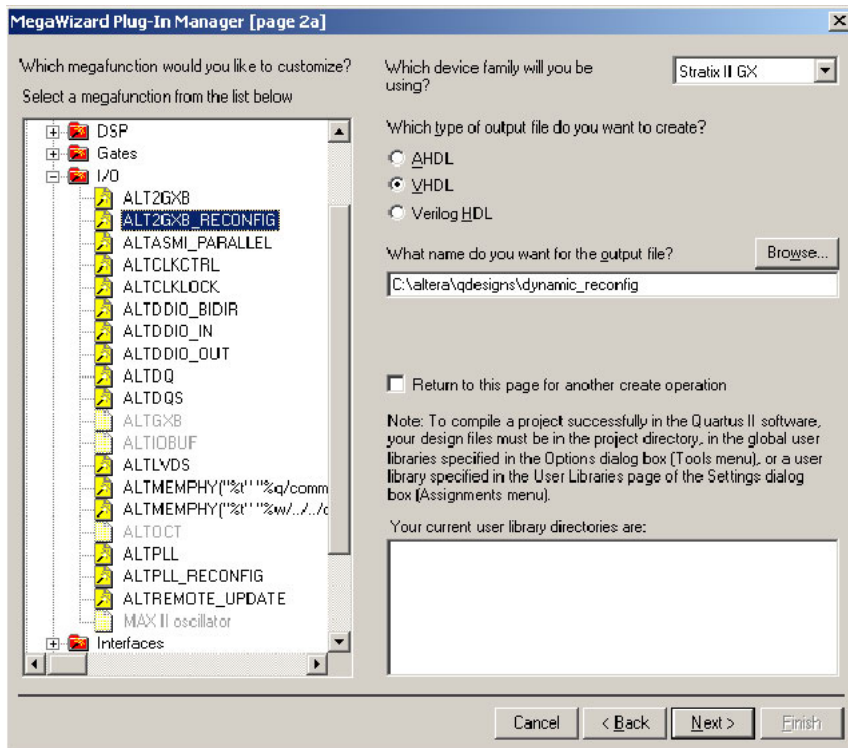 MegaWizard Plug-In Manager [page 2a]
Which megafunction would you like to customize?
Select a megafunction from the list below
DSP
Gates
I/O
ALT2GXB
ALT2GXB_RECONFIG
ALTASMI_PARALLEL
ALTCLKCTRL
ALTCLKLOCK
ALTDDIO_BIDIR
ALTDDIO_IN
ALTDDIO_OUT
ALTDQ
ALTDQS
ALTGXB
ALTIOBUF
ALTLVDS
ALTMEMPHY("%t" "%q/comm
ALTMEMPHY("%t" "%w/../../c
ALTOCT
ALTPLL
ALTPLL_RECONFIG
ALTREMOTE_UPDATE
MAX II oscillator
Interfaces
Which device family will you be
using?
Stratix II GX
Which type of output file do you want to create?
AHDL
VHDL
Verilog HDL
What name do you want for the output file?
Browse...
C:\altera\qdesigns\dynamic_reconfig
Return to this page for another create operation
Note: To compile a project successfully in the Quartus II software,
your design files must be in the project directory, in the global user
libraries specified in the Options dialog box (Tools menu), or a user
library specified in the User Libraries page of the Settings dialog
box (Assignments menu).
Your current user library directories are:
Cancel
< Back
Next >
Finish